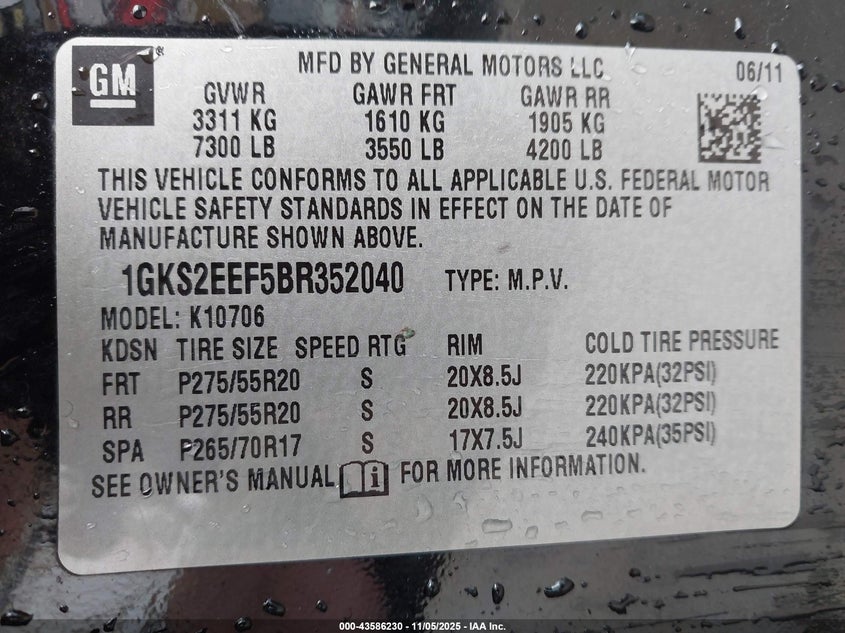 GM
MFD BY GENERAL MOTORS LLC 06/11
GVWR GAWR FRT GAWR RR
3311 KG 1610 KG 1905 KG
7300 LB 3550 LB 4200 LB
THIS VEHICLE CONFORMS TO ALL APPLICABLE U.S. FEDERAL MOTOR
VEHICLE SAFETY STANDARDS IN EFFECT ON THE DATE OF
MANUFACTURE SHOWN ABOVE.
1GKS2EEF5BR352040 TYPE: M.P.V.
MODEL: K10706
KDSN TIRE SIZE SPEED RTG RIM COLD TIRE PRESSURE
FRT P275/55R20 S 20X8.5J 220KPA(32PSI)
RR P275/55R20 S 20X8.5J 220KPA(32PSI)
SPA P265/70R17 S 17X7.5J 240KPA(35PSI)
SEE OWNER'S MANUAL FOR MORE INFORMATION.
000-43586230 - 11/05/2025 - IAA Inc.